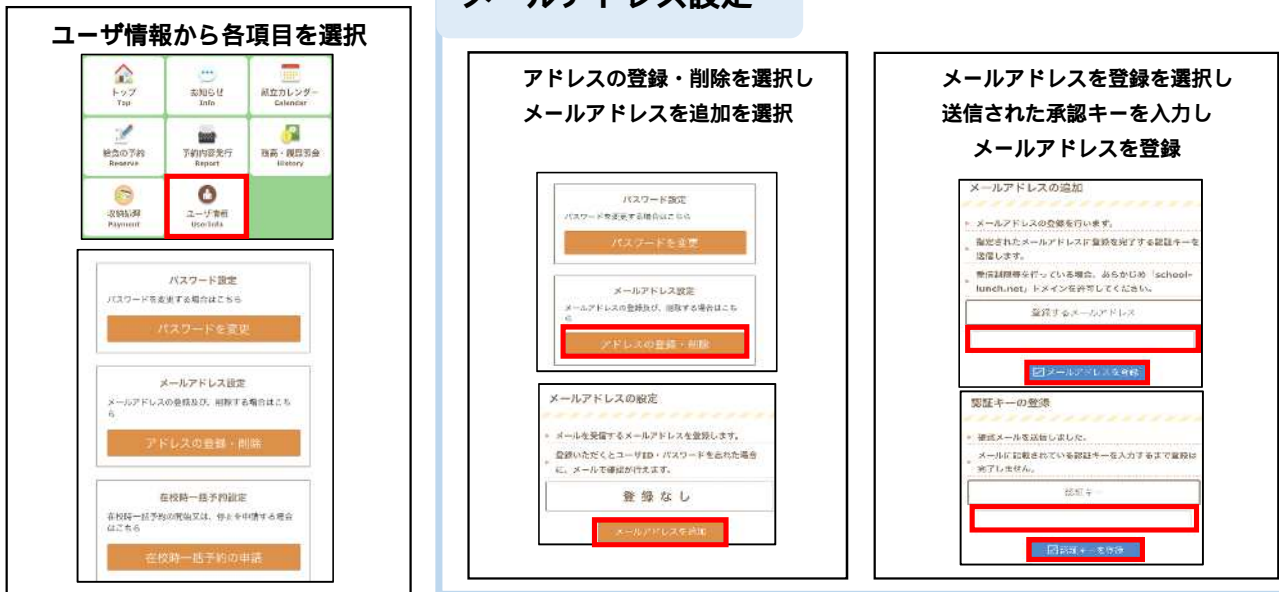 ユーザ情報から各項目を選択
トップ
Top
お知らせ
Info
献立カレンダー
Calendar
給食の予約
Reserve
予約内容発行
Report
残高・履歴照会
History
収納状況
Payment
ユーザ情報
UserInfo
パスワード設定
パスワードを変更する場合はこちら
パスワードを変更
メールアドレス設定
メールアドレスの登録及び、削除する場合はこち
ら
アドレスの登録・削除
在校時一括予約設定
在校時一括予約の開始又は、停止を申請する場合
はこちら
在校時一括予約の申請
メールアドレス設定
アドレスの登録・削除を選択し
メールアドレスを追加を選択
パスワード設定
パスワードを変更する場合はこちら
パスワードを変更
メールアドレス設定
メールアドレスの登録及び、削除する場合はこち
ら
アドレスの登録・削除
メールアドレスの設定
メールを受信するメールアドレスを登録します。
登録いただくとユーザID・パスワードを忘れた場合
に、メールで確認が行えます。
登録なし
メールアドレスを追加
メールアドレスを登録を選択し
送信された承認キーを入力し
メールアドレスを登録
メールアドレスの追加
メールアドレスの登録を行います。
指定されたメールアドレスに登録を完了する認証キーを
送信します。
受信制限等を行っている場合、あらかじめ「school-
lunch.net」ドメインを許可してください。
登録するメールアドレス
メールアドレスを登録
認証キーの登録
確認メールを送信しました。
メールに記載されている認証キーを入力するまで登録は
完了しません。
認証キー
認証キーを登録